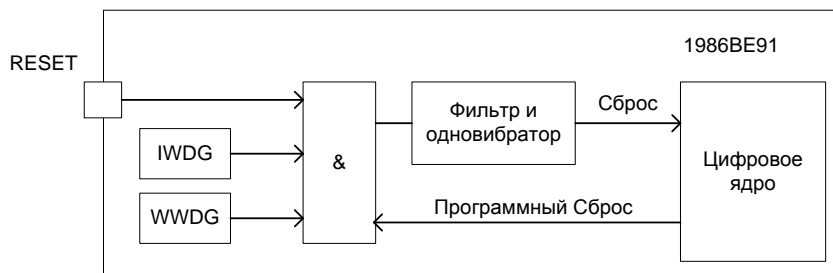 1986ВЕ91
RESET
Фильтр и
одновибратор
Сброс
IWDG
&
Цифровое
ядро
WWDG
Программный Сброс